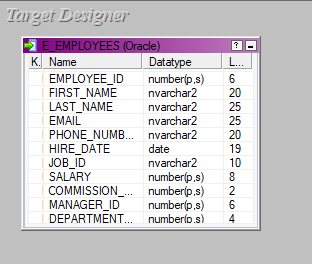 Target Designer
E_EMPLOYEES (Oracle)
K. Name Datatype L...
EMPLOYEE_ID number(p,s) 6
FIRST_NAME nvarchar2 20
LAST_NAME nvarchar2 25
EMAIL nvarchar2 25
PHONE_NUMB... nvarchar2 20
HIRE_DATE date 19
JOB_ID nvarchar2 10
SALARY number(p,s) 8
COMMISSION_... number(p,s) 2
MANAGER_ID number(p,s) 6
DEPARTMENT... number(p,s) 4